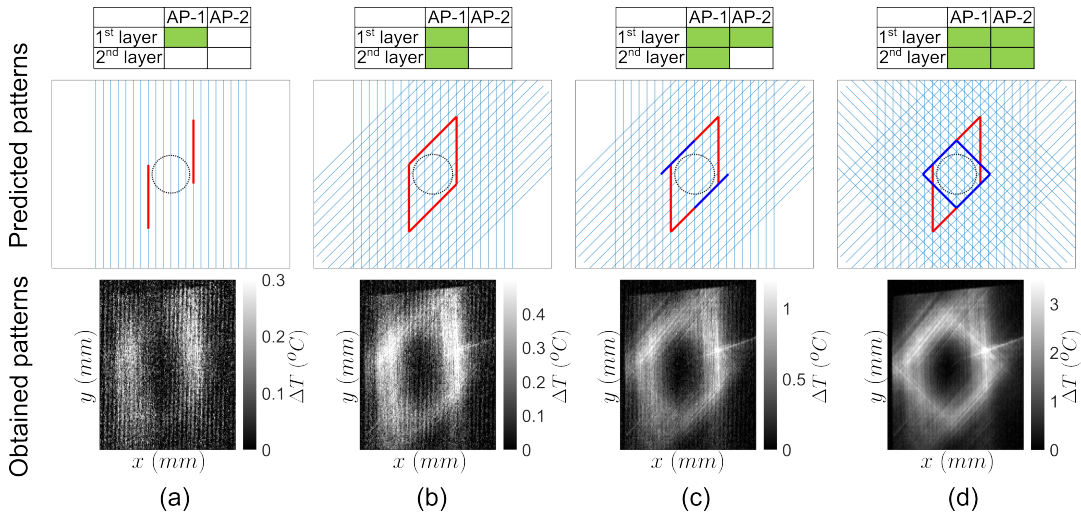 AP-1 AP-2
1st layer
2nd layer
AP-1 AP-2
1st layer
2nd layer
AP-1 AP-2
1st layer
2nd layer
AP-1 AP-2
1st layer
2nd layer
Predicted patterns
Obtained patterns
y (mm)
x (mm)
0.3
0.2
0.1
0
ΔT (°C)
y (mm)
x (mm)
0.4
0.3
0.2
0.1
0
ΔT (°C)
y (mm)
x (mm)
1
0.5
0
ΔT (°C)
y (mm)
x (mm)
3
2
1
0
ΔT (°C)
(a)
(b)
(c)
(d)